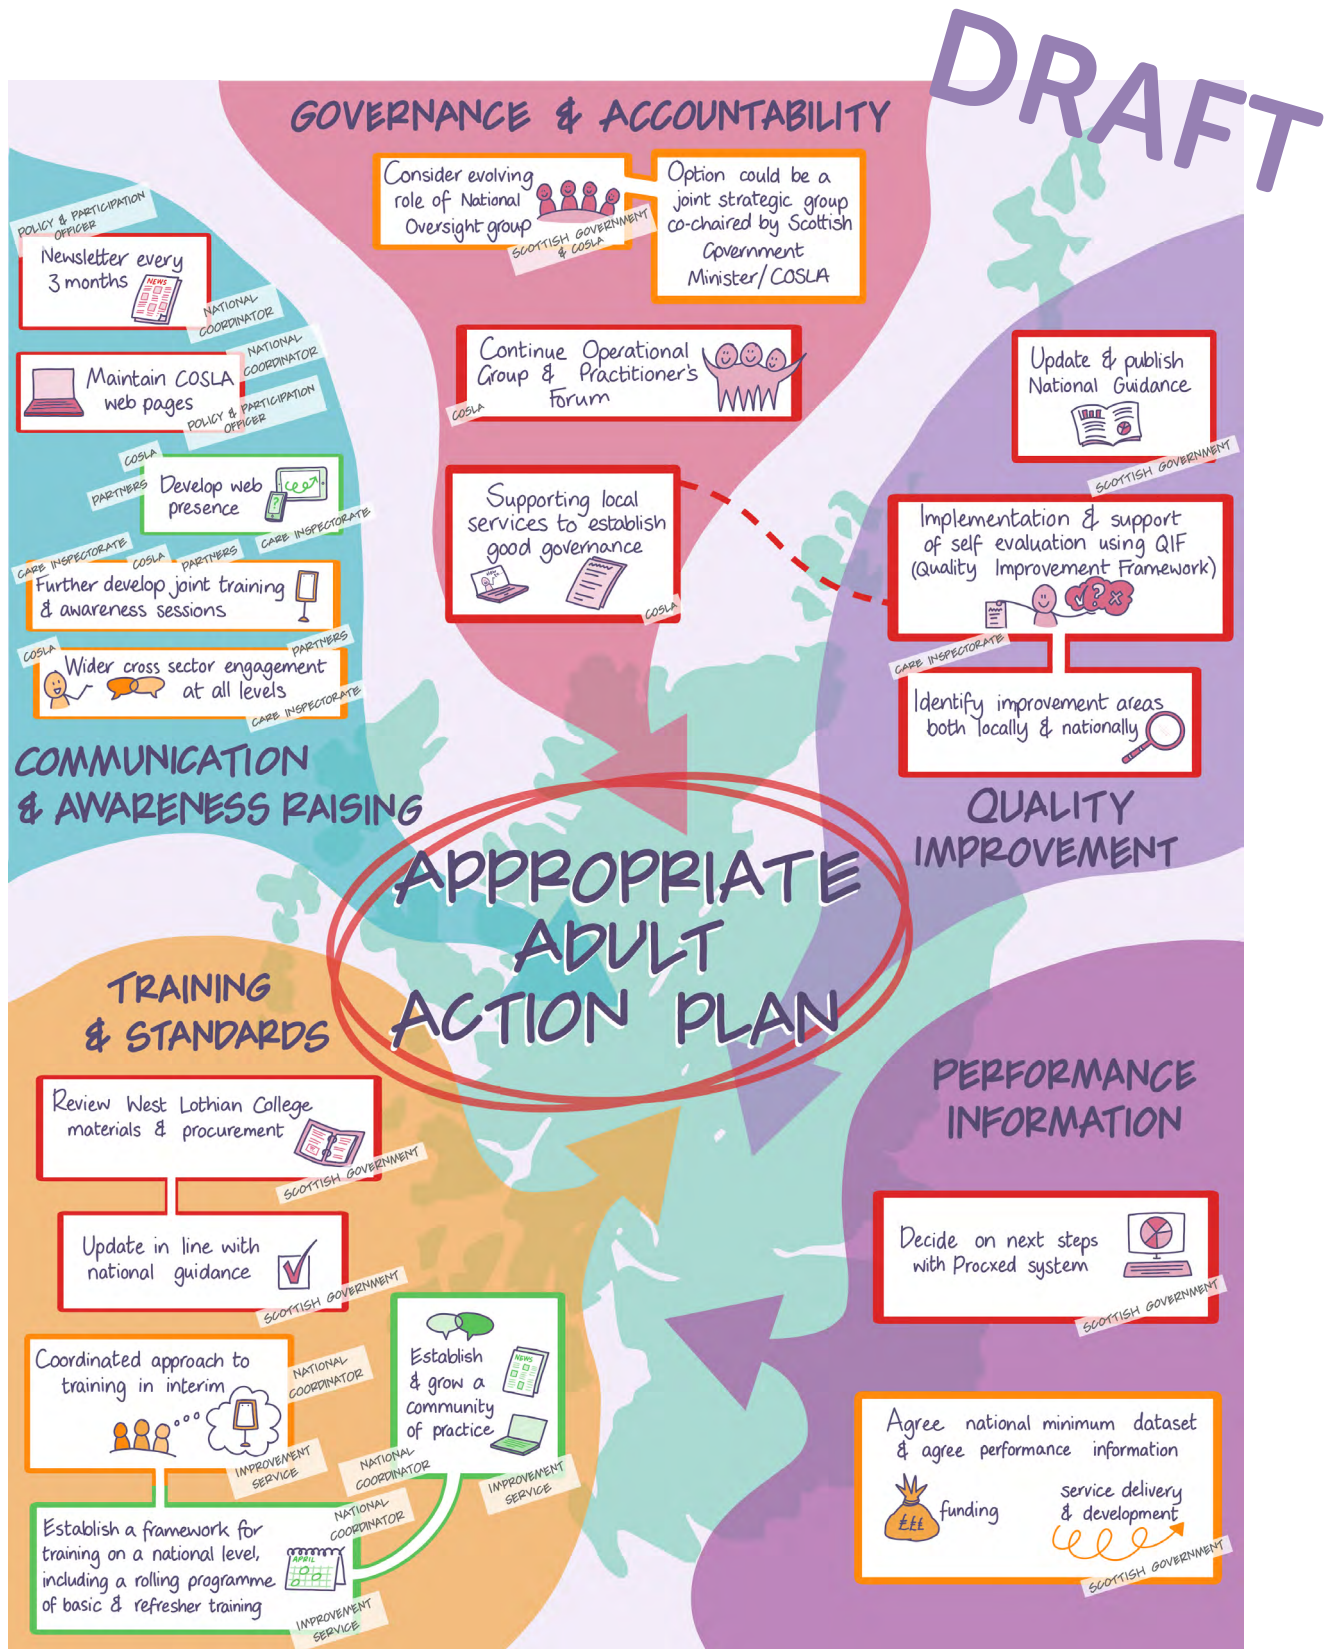 DRAFT
GOVERNANCE & ACCOUNTABILITY
Consider evolving
role of National
Oversight group
SCOTTISH GOVERNMENT
& COSLA
Option could be a
joint strategic group
co-chaired by Scottish
Government
Minister/COSLA
Continue Operational
Group & Practitioner's
Forum
COSLA
Supporting local
services to establish
good governance
COSLA
POLICY & PARTICIPATION
OFFICER
Newsletter every
3 months
NEWS
NATIONAL
COORDINATOR
Maintain COSLA
web pages
NATIONAL
COORDINATOR
POLICY & PARTICIPATION
OFFICER
COSLA
PARTNERS
Develop web
presence
?
CARE INSPECTORATE
CARE INSPECTORATE
COSLA
PARTNERS
Further develop joint training
& awareness sessions
COSLA
PARTNERS
Wider cross sector engagement
at all levels
CARE INSPECTORATE
COMMUNICATION
& AWARENESS RAISING
Update & publish
National Guidance
SCOTTISH GOVERNMENT
Implementation & support
of self evaluation using QIF
(Quality Improvement Framework)
?
CARE INSPECTORATE
Identify improvement areas
both locally & nationally
QUALITY
IMPROVEMENT
APPROPRIATE
ADULT
ACTION PLAN
TRAINING
& STANDARDS
Review West Lothian College
materials & procurement
SCOTTISH GOVERNMENT
Update in line with
national guidance
SCOTTISH GOVERNMENT
Coordinated approach to
training in interim
NATIONAL
COORDINATOR
IMPROVEMENT
SERVICE
Establish
& grow a
community
of practice
NEWS
NATIONAL
COORDINATOR
IMPROVEMENT
SERVICE
Establish a framework for
training on a national level,
including a rolling programme
of basic & refresher training
APRIL
NATIONAL
COORDINATOR
IMPROVEMENT
SERVICE
PERFORMANCE
INFORMATION
Decide on next steps
with Procxed system
SCOTTISH GOVERNMENT
Agree national minimum dataset
& agree performance information
£££
funding
service delivery
& development
SCOTTISH GOVERNMENT